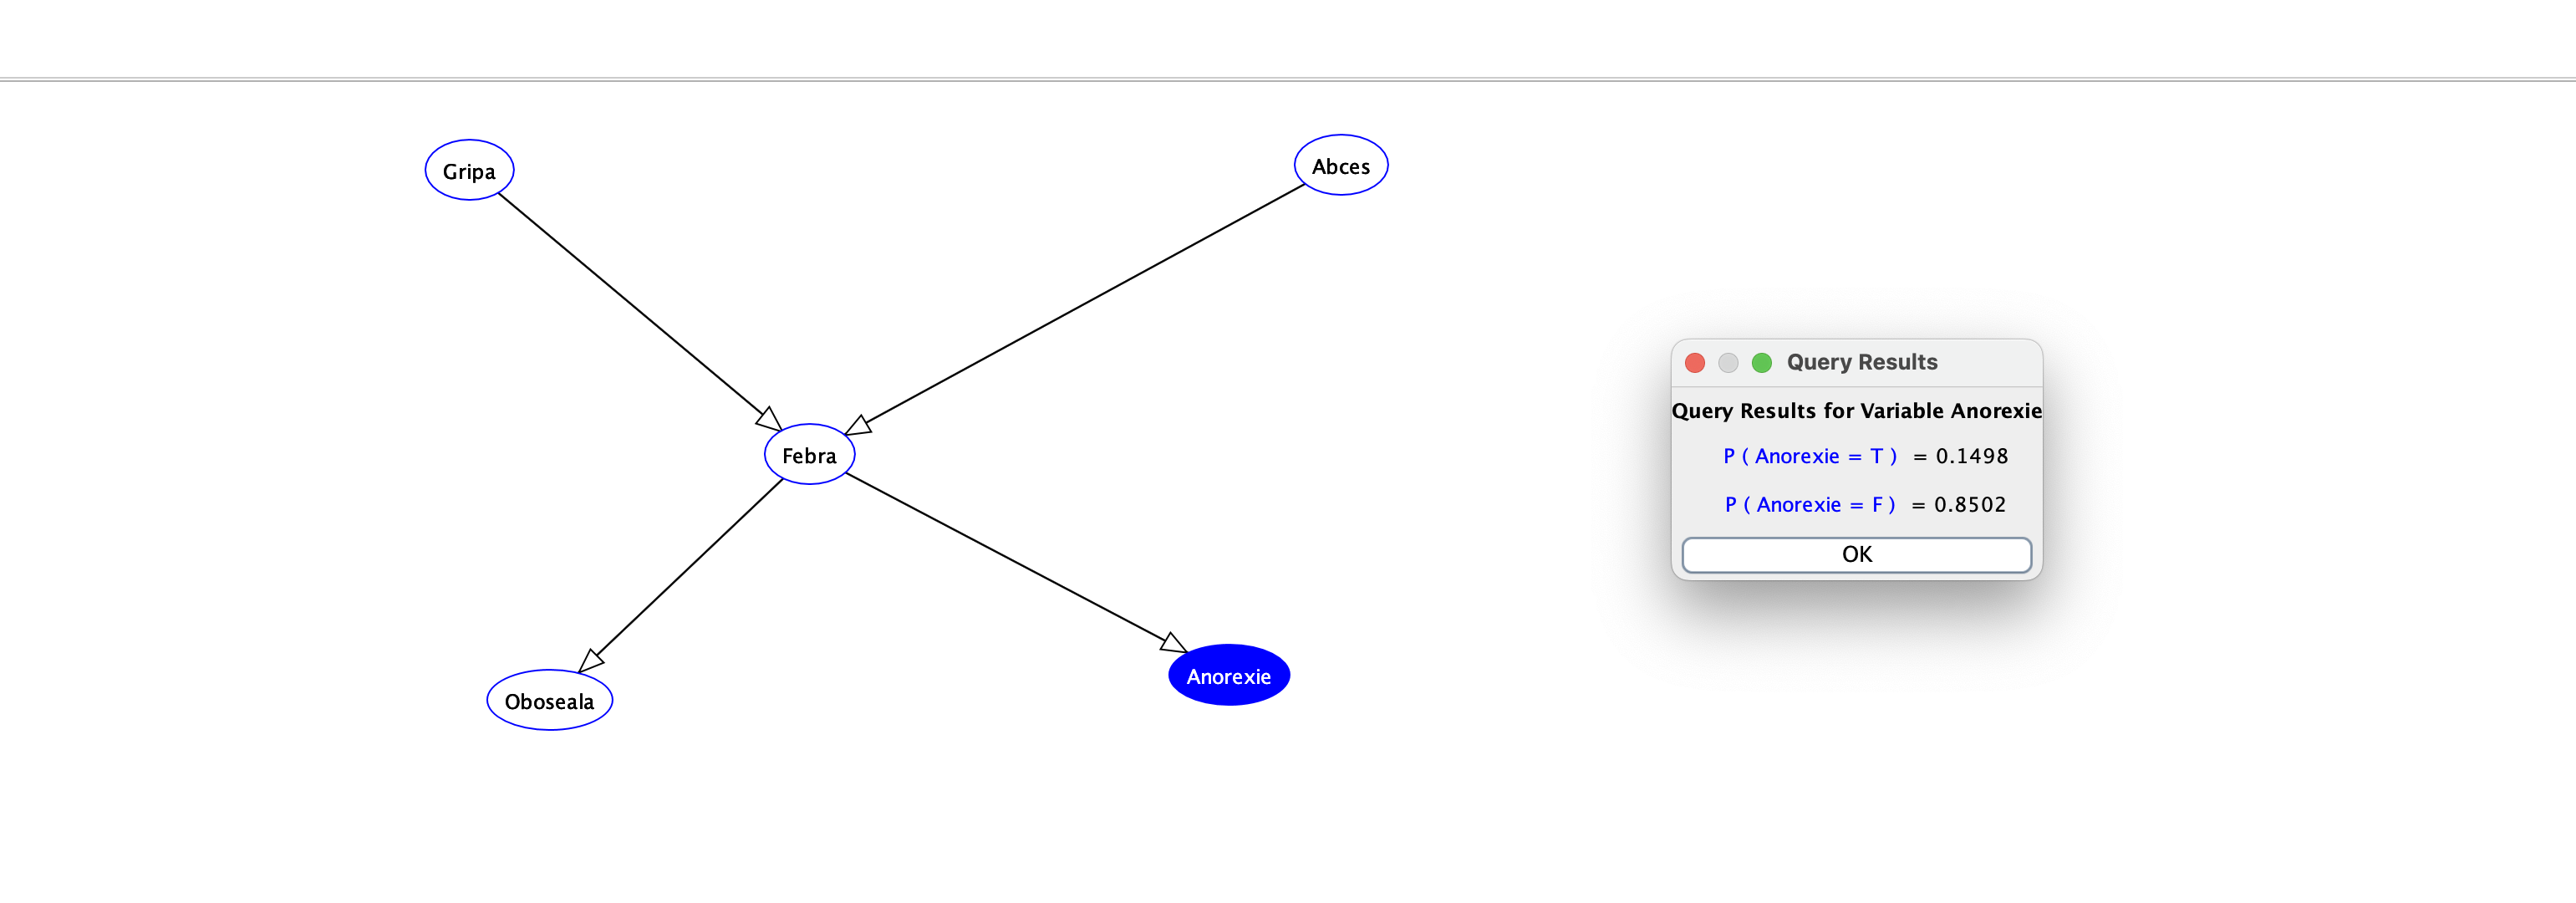 Gripa
Abces
Febra
Oboseala
Anorexie
Query Results
Query Results for Variable Anorexie
P ( Anorexie = T ) = 0.1498
P ( Anorexie = F ) = 0.8502
OK